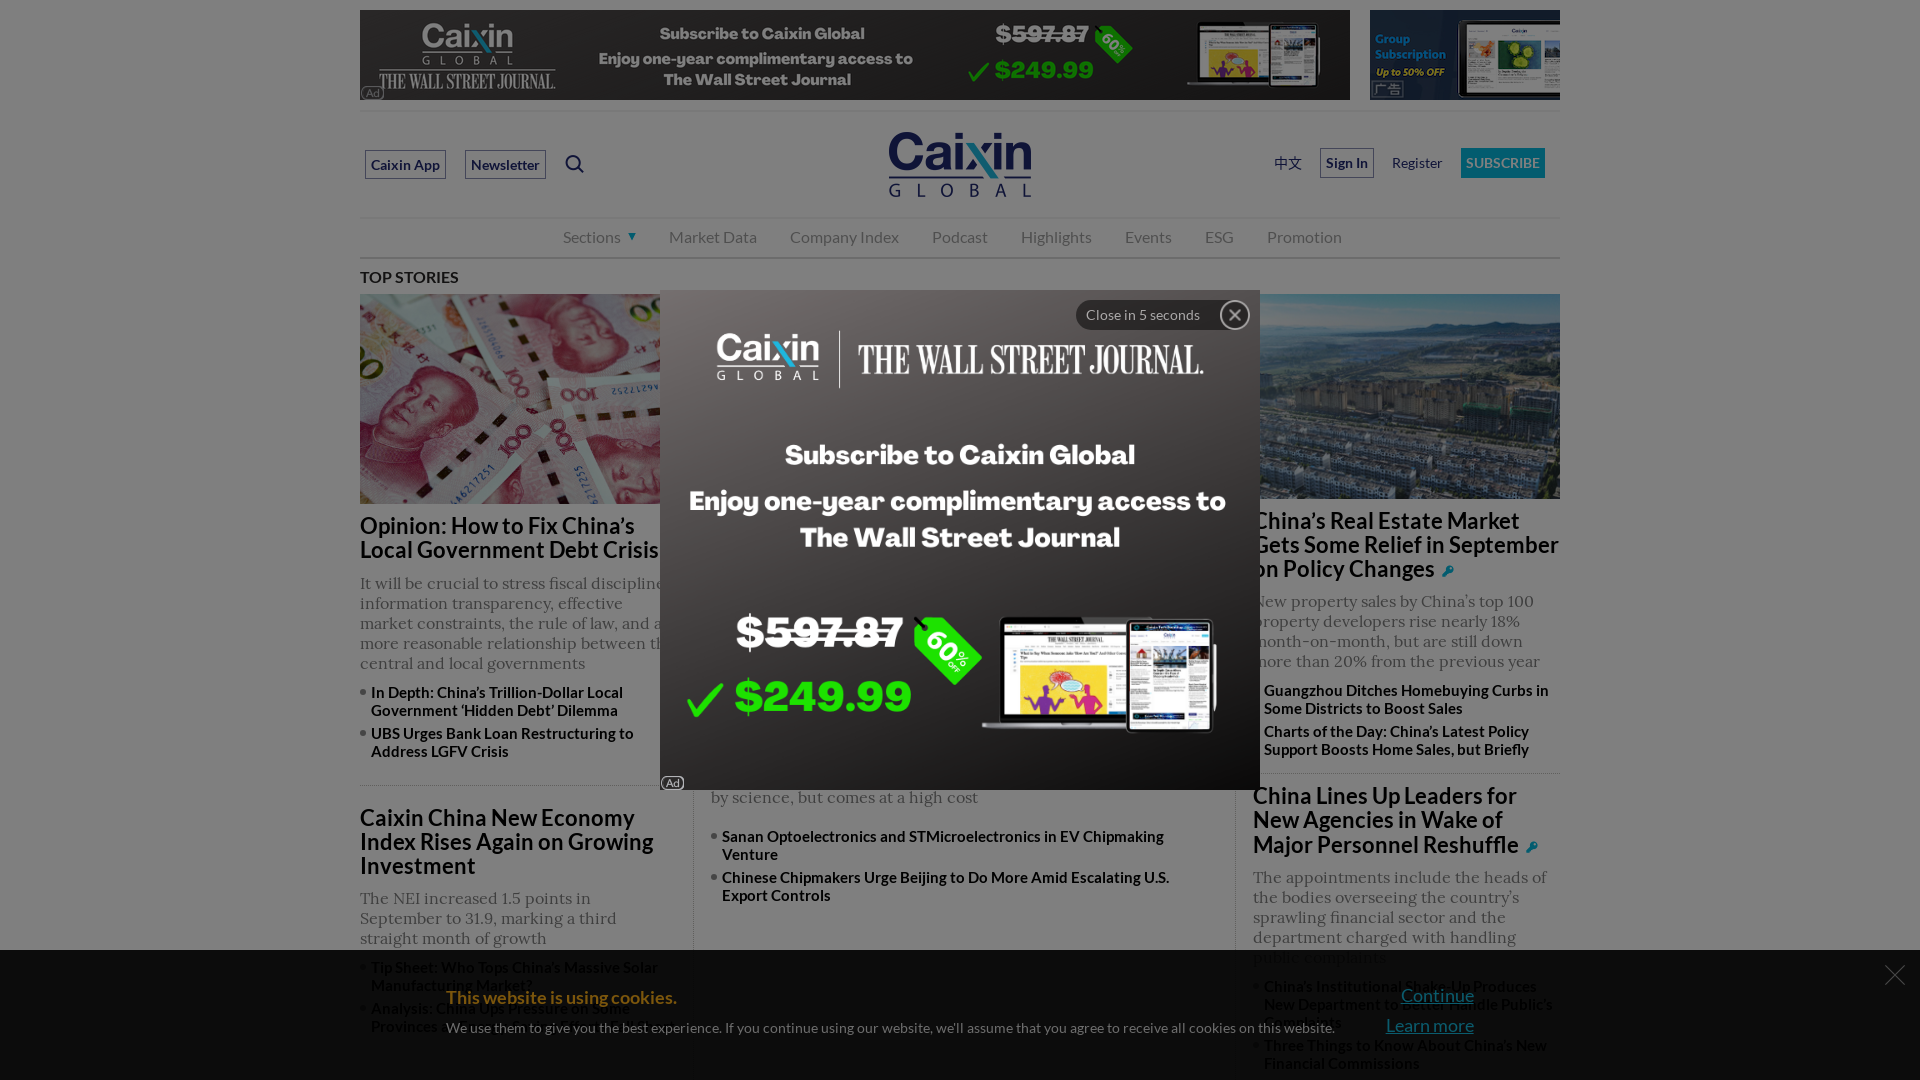 Caixin
GLOBAL
THE WALL STREET JOURNAL.
Subscribe to Caixin Global
Enjoy one-year complimentary access to
The Wall Street Journal
$597.87
60% OFF
$249.99
Ad
Group
Subscription
Up to 50% OFF
广告
Caixin App
Newsletter
Caixin
GLOBAL
中文
Sign In
Register
SUBSCRIBE
Sections
Market Data
Company Index
Podcast
Highlights
Events
ESG
Promotion
TOP STORIES
Close in 5 seconds
Caixin
GLOBAL
THE WALL STREET JOURNAL.
Subscribe to Caixin Global
Enjoy one-year complimentary access to
The Wall Street Journal
$597.87
60% OFF
$249.99
Ad
Opinion: How to Fix China’s
Local Government Debt Crisis
It will be crucial to stress fiscal discipline
information transparency, effective
market constraints, the rule of law, and a
more reasonable relationship between
central and local governments
In Depth: China’s Trillion-Dollar Local
Government ‘Hidden Debt’ Dilemma
UBS Urges Bank Loan Restructuring to
Address LGFV Crisis
Caixin China New Economy
Index Rises Again on Growing
Investment
The NEI increased 1.5 points in
September to 31.9, marking a third
straight month of growth
Tip Sheet: Who Tops China’s Massive Solar
Manufacturing Market?
Analysis: China Ups Pressure on Some
Provinces
by science, but comes at a high cost
Sanan Optoelectronics and STMicroelectronics in EV Chipmaking
Venture
Chinese Chipmakers Urge Beijing to Do More Amid Escalating U.S.
Export Controls
China’s Real Estate Market
Gets Some Relief in September
on Policy Changes
New property sales by China’s top 100
property developers rise nearly 18%
month-on-month, but are still down
more than 20% from the previous year
Guangzhou Ditches Homebuying Curbs in
Some Districts to Boost Sales
Charts of the Day: China’s Latest Policy
Support Boosts Home Sales, but Briefly
China Lines Up Leaders for
New Agencies in Wake of
Major Personnel Reshuffle
The appointments include the heads of
the bodies overseeing the country’s
sprawling financial sector and the
department charged with handling
public complaints
China’s Institutional Shake-Up Produces
New Department to Better Handle Public’s
Complaints
Three Things to Know About China’s New
Financial Commissions
This website is using cookies.
We use them to give you the best experience. If you continue using our website, we'll assume that you agree to receive all cookies on this website.
Continue
Learn more